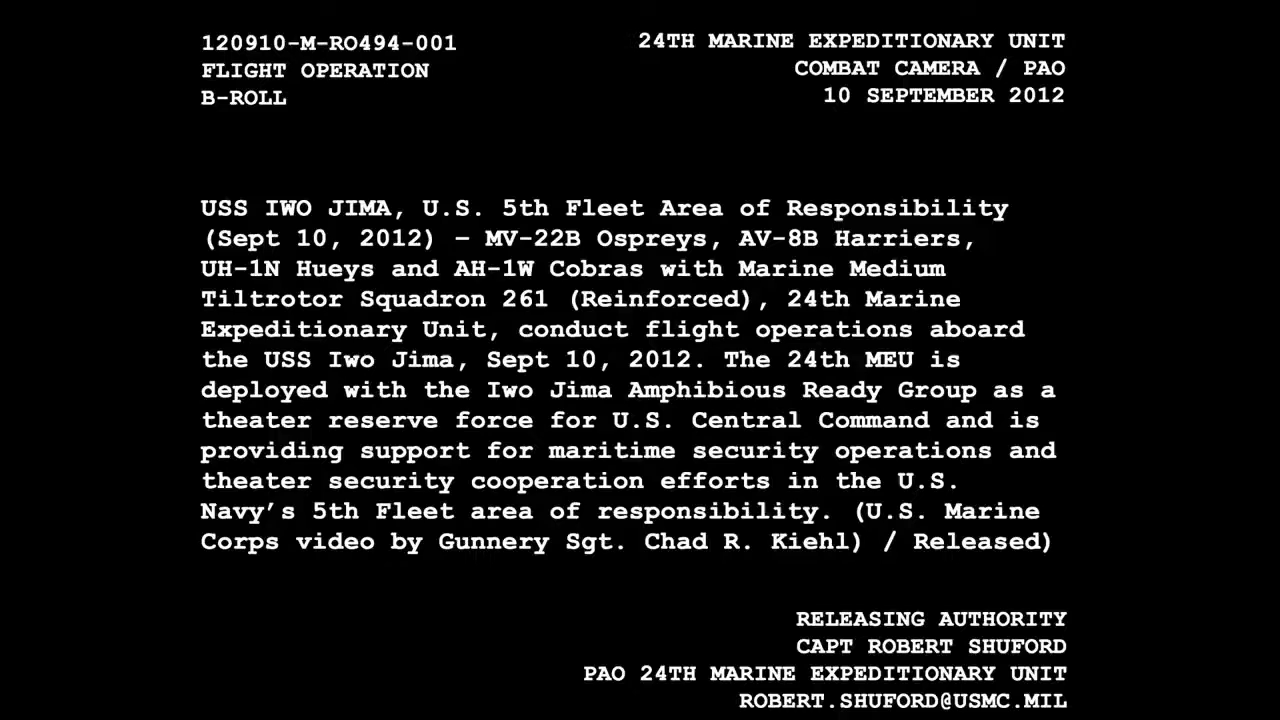 120910-M-RO494-001
FLIGHT OPERATION
B-ROLL
24TH MARINE EXPEDITIONARY UNIT
COMBAT CAMERA / PAO
10 SEPTEMBER 2012
USS IWO JIMA, U.S. 5th Fleet Area of Responsibility
(Sept 10, 2012) – MV-22B Ospreys, AV-8B Harriers,
UH-1N Hueys and AH-1W Cobras with Marine Medium
Tiltrotor Squadron 261 (Reinforced), 24th Marine
Expeditionary Unit, conduct flight operations aboard
the USS Iwo Jima, Sept 10, 2012. The 24th MEU is
deployed with the Iwo Jima Amphibious Ready Group as a
theater reserve force for U.S. Central Command and is
providing support for maritime security operations and
theater security cooperation efforts in the U.S.
Navy’s 5th Fleet area of responsibility. (U.S. Marine
Corps video by Gunnery Sgt. Chad R. Kiehl) / Released)
RELEASING AUTHORITY
CAPT ROBERT SHUFORD
PAO 24TH MARINE EXPEDITIONARY UNIT
ROBERT.SHUFORD@USMC.MIL